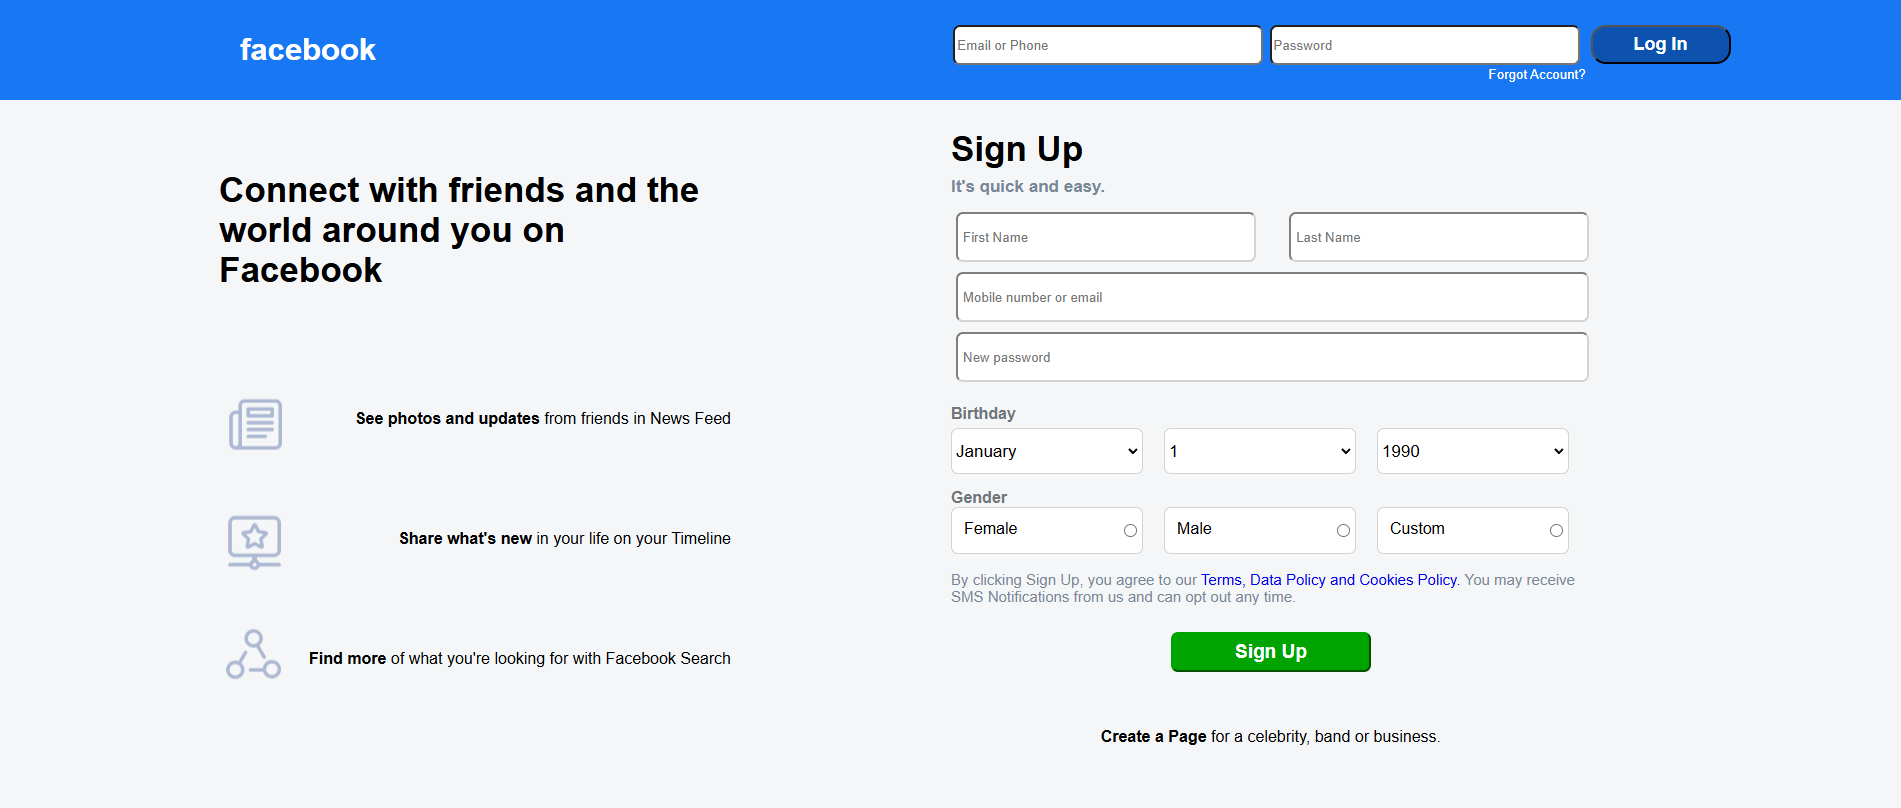 facebook
Email or Phone
Password
Log In
Forgot Account?
Connect with friends and the
world around you on
Facebook
See photos and updates from friends in News Feed
Share what's new in your life on your Timeline
Find more of what you're looking for with Facebook Search
Sign Up
It's quick and easy.
First Name
Last Name
Mobile number or email
New password
Birthday
January
1
1990
Gender
Female
Male
Custom
By clicking Sign Up, you agree to our Terms, Data Policy and Cookies Policy. You may receive
SMS Notifications from us and can opt out any time.
Sign Up
Create a Page for a celebrity, band or business.